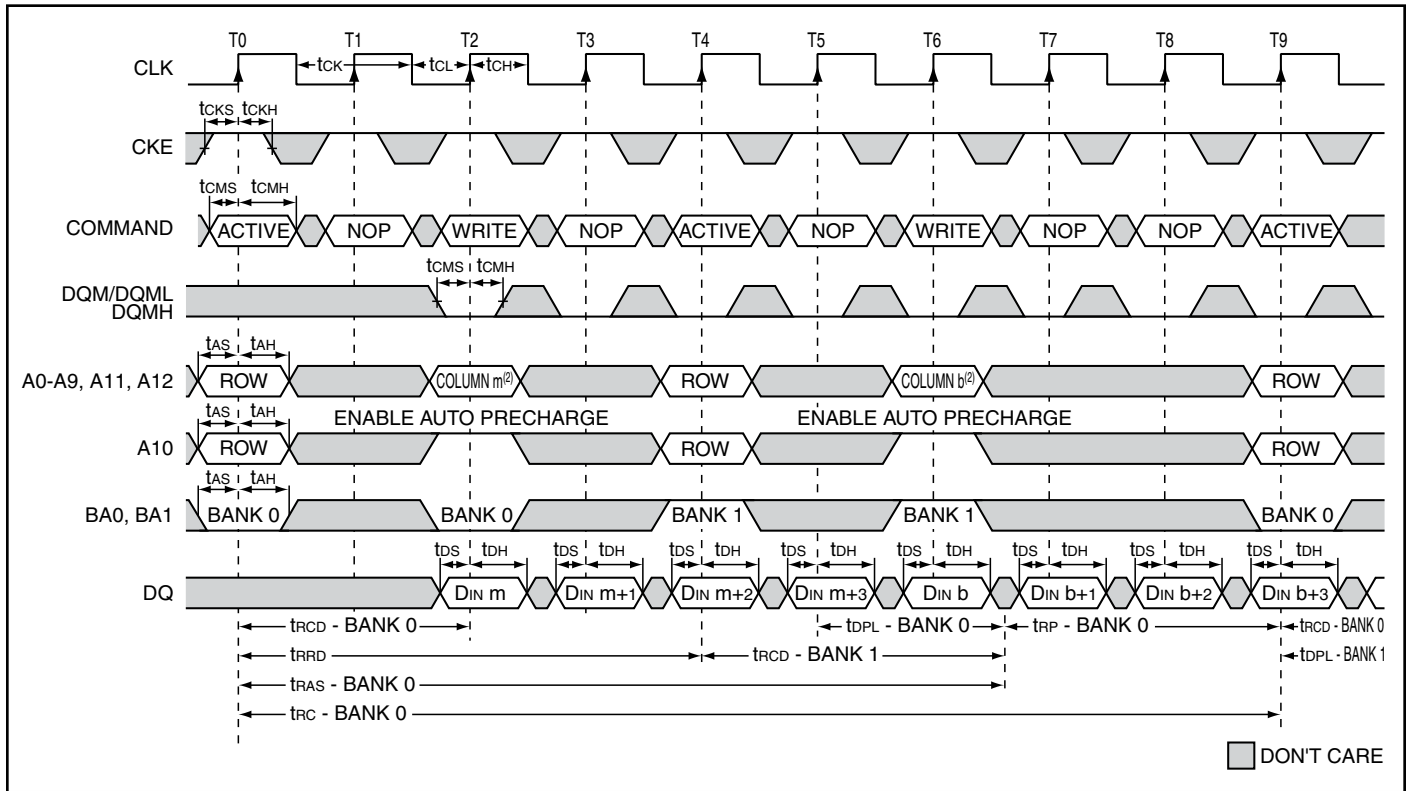 T0 T1 T2 T3 T4 T5 T6 T7 T8 T9
CLK
tCK tCL tCH
tCKS tCKH
CKE
tCMS tCMH
COMMAND ACTIVE NOP WRITE NOP ACTIVE NOP WRITE NOP NOP ACTIVE
tCMS tCMH
DQM/DQML
DQMH
tAS tAH
A0-A9, A11, A12 ROW COLUMN m(2) ROW COLUMN b(2) ROW
tAS tAH ENABLE AUTO PRECHARGE ENABLE AUTO PRECHARGE
A10 ROW ROW ROW
tAS tAH
BA0, BA1 BANK 0 BANK 0 BANK 1 BANK 1 BANK 0
tDS tDH tDS tDH tDS tDH tDS tDH tDS tDH tDS tDH tDS tDH tDS tDH
DQ DIN m DIN m+1 DIN m+2 DIN m+3 DIN b DIN b+1 DIN b+2 DIN b+3
tRCD - BANK 0 tDPL - BANK 0 tRP - BANK 0 tRCD - BANK 0
tRRD tRCD - BANK 1 tDPL - BANK 1
tRAS - BANK 0
tRC - BANK 0
DON'T CARE